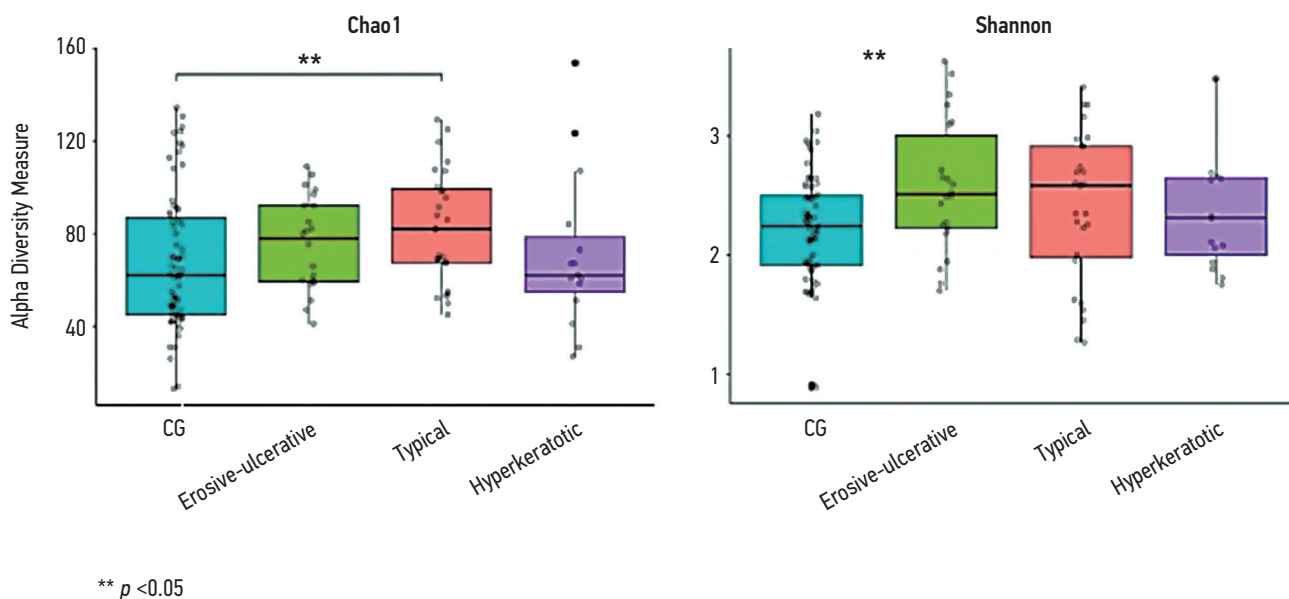 Chao1
Shannon
Alpha Diversity Measure
160
120
80
40
**
CG
Erosive-ulcerative
Typical
Hyperkeratotic
3
2
1
**
CG
Erosive-ulcerative
Typical
Hyperkeratotic
** p <0.05